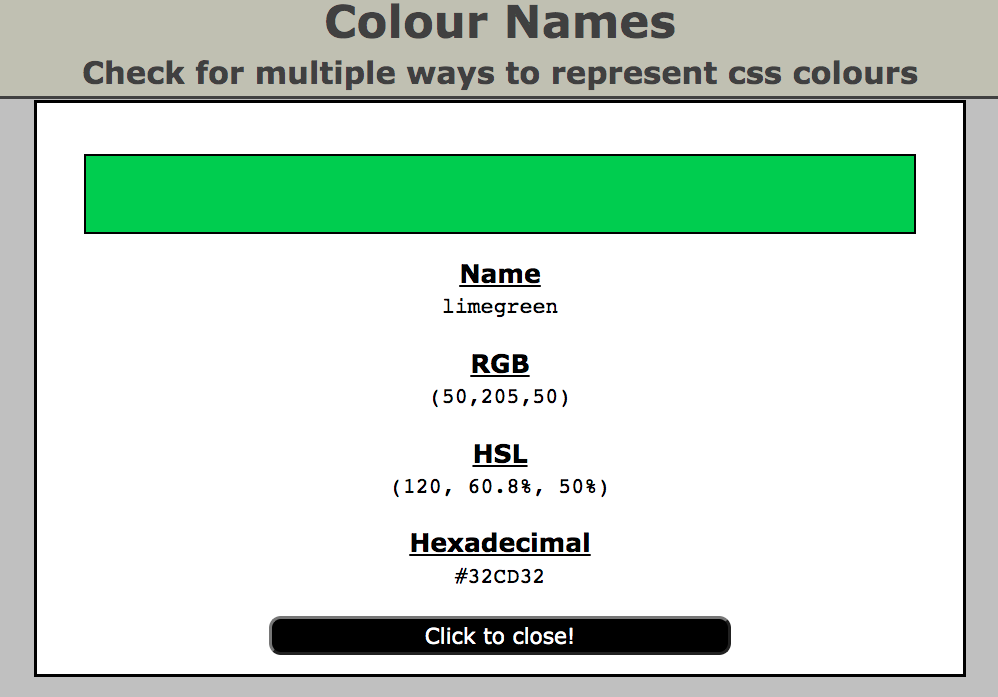 Colour Names
Check for multiple ways to represent css colours
Name
limegreen
RGB
(50,205,50)
HSL
(120, 60.8%, 50%)
Hexadecimal
#32CD32
Click to close!